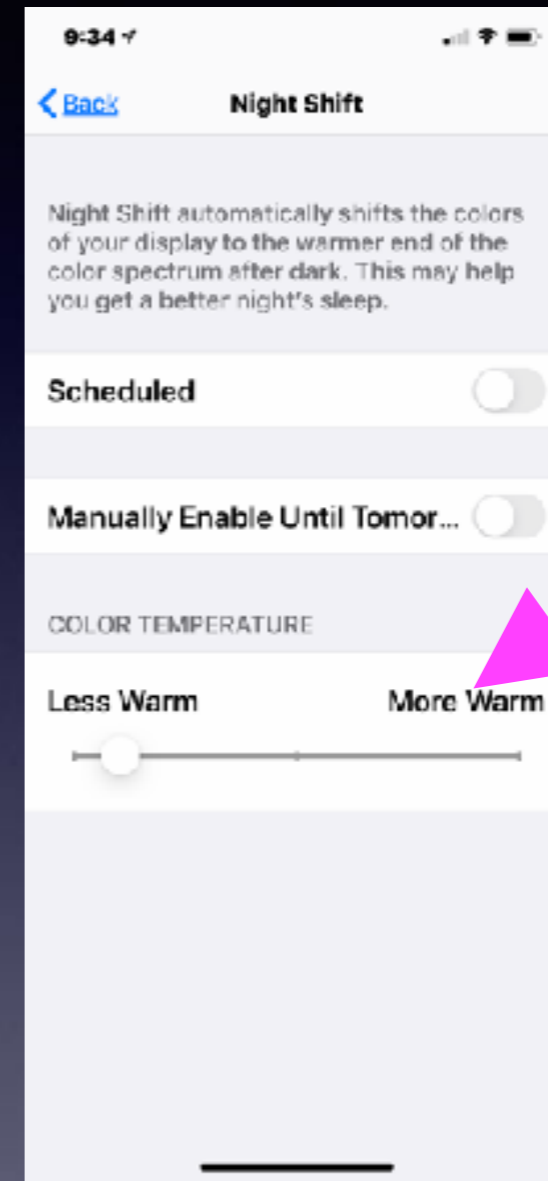 9:34
Back
Night Shift
Night Shift automatically shifts the colors
of your display to the warmer end of the
color spectrum after dark. This may help
you get a better night's sleep.
Scheduled
Manually Enable Until Tomor...
COLOR TEMPERATURE
Less Warm
More Warm